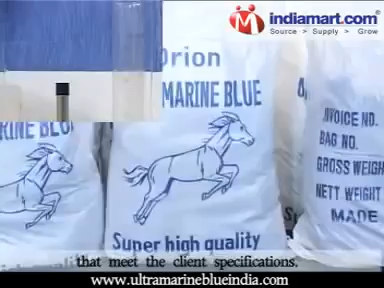 indiamart.com
Source > Supply > Grow
Orion
MARINE BLUE
RINE BLU
INVOICE NO.
BAG NO.
GROSS WEIGH
NETT WEIGHT
MADE
Super high quality
that meet the client specifications.
www.ultramarineblueindia.com